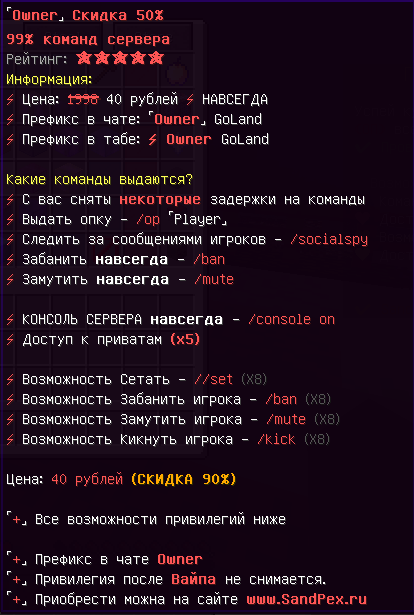 「Owner」 Скидка 50%
99% команд сервера
Рейтинг: ★★★★★
Информация:
⚡ Цена: 1998 40 рублей ⚡ НАВСЕГДА
⚡ Префикс в чате: 「Owner」 GoLand
⚡ Префикс в табе: ⚡ Owner GoLand
Какие команды выдаются?
⚡ С вас сняты некоторые задержки на команды
⚡ Выдать опку – /op 「Player」
⚡ Следить за сообщениями игроков – /socialspy
⚡ Забанить навсегда – /ban
⚡ Замутить навсегда – /mute
⚡ КОНСОЛЬ СЕРВЕРА навсегда – /console on
⚡ Доступ к приватам (x5)
⚡ Возможность Сетать – //set (X8)
⚡ Возможность Забанить игрока – /ban (X8)
⚡ Возможность Замутить игрока – /mute (X8)
⚡ Возможность Кикнуть игрока – /kick (X8)
Цена: 40 рублей (СКИДКА 90%)
「+」 Все возможности привилегий ниже
「+」 Префикс в чате Owner
「+」 Привилегия после Вайпа не снимается.
「+」 Приобрести можна на сайте www.SandPex.ru